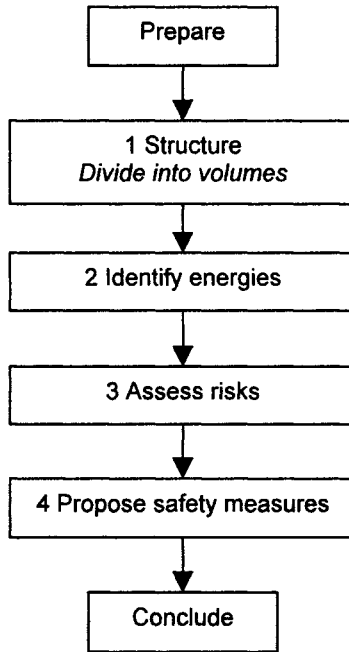 Prepare
1 Structure
Divide into volumes
2 Identify energies
3 Assess risks
4 Propose safety measures
Conclude